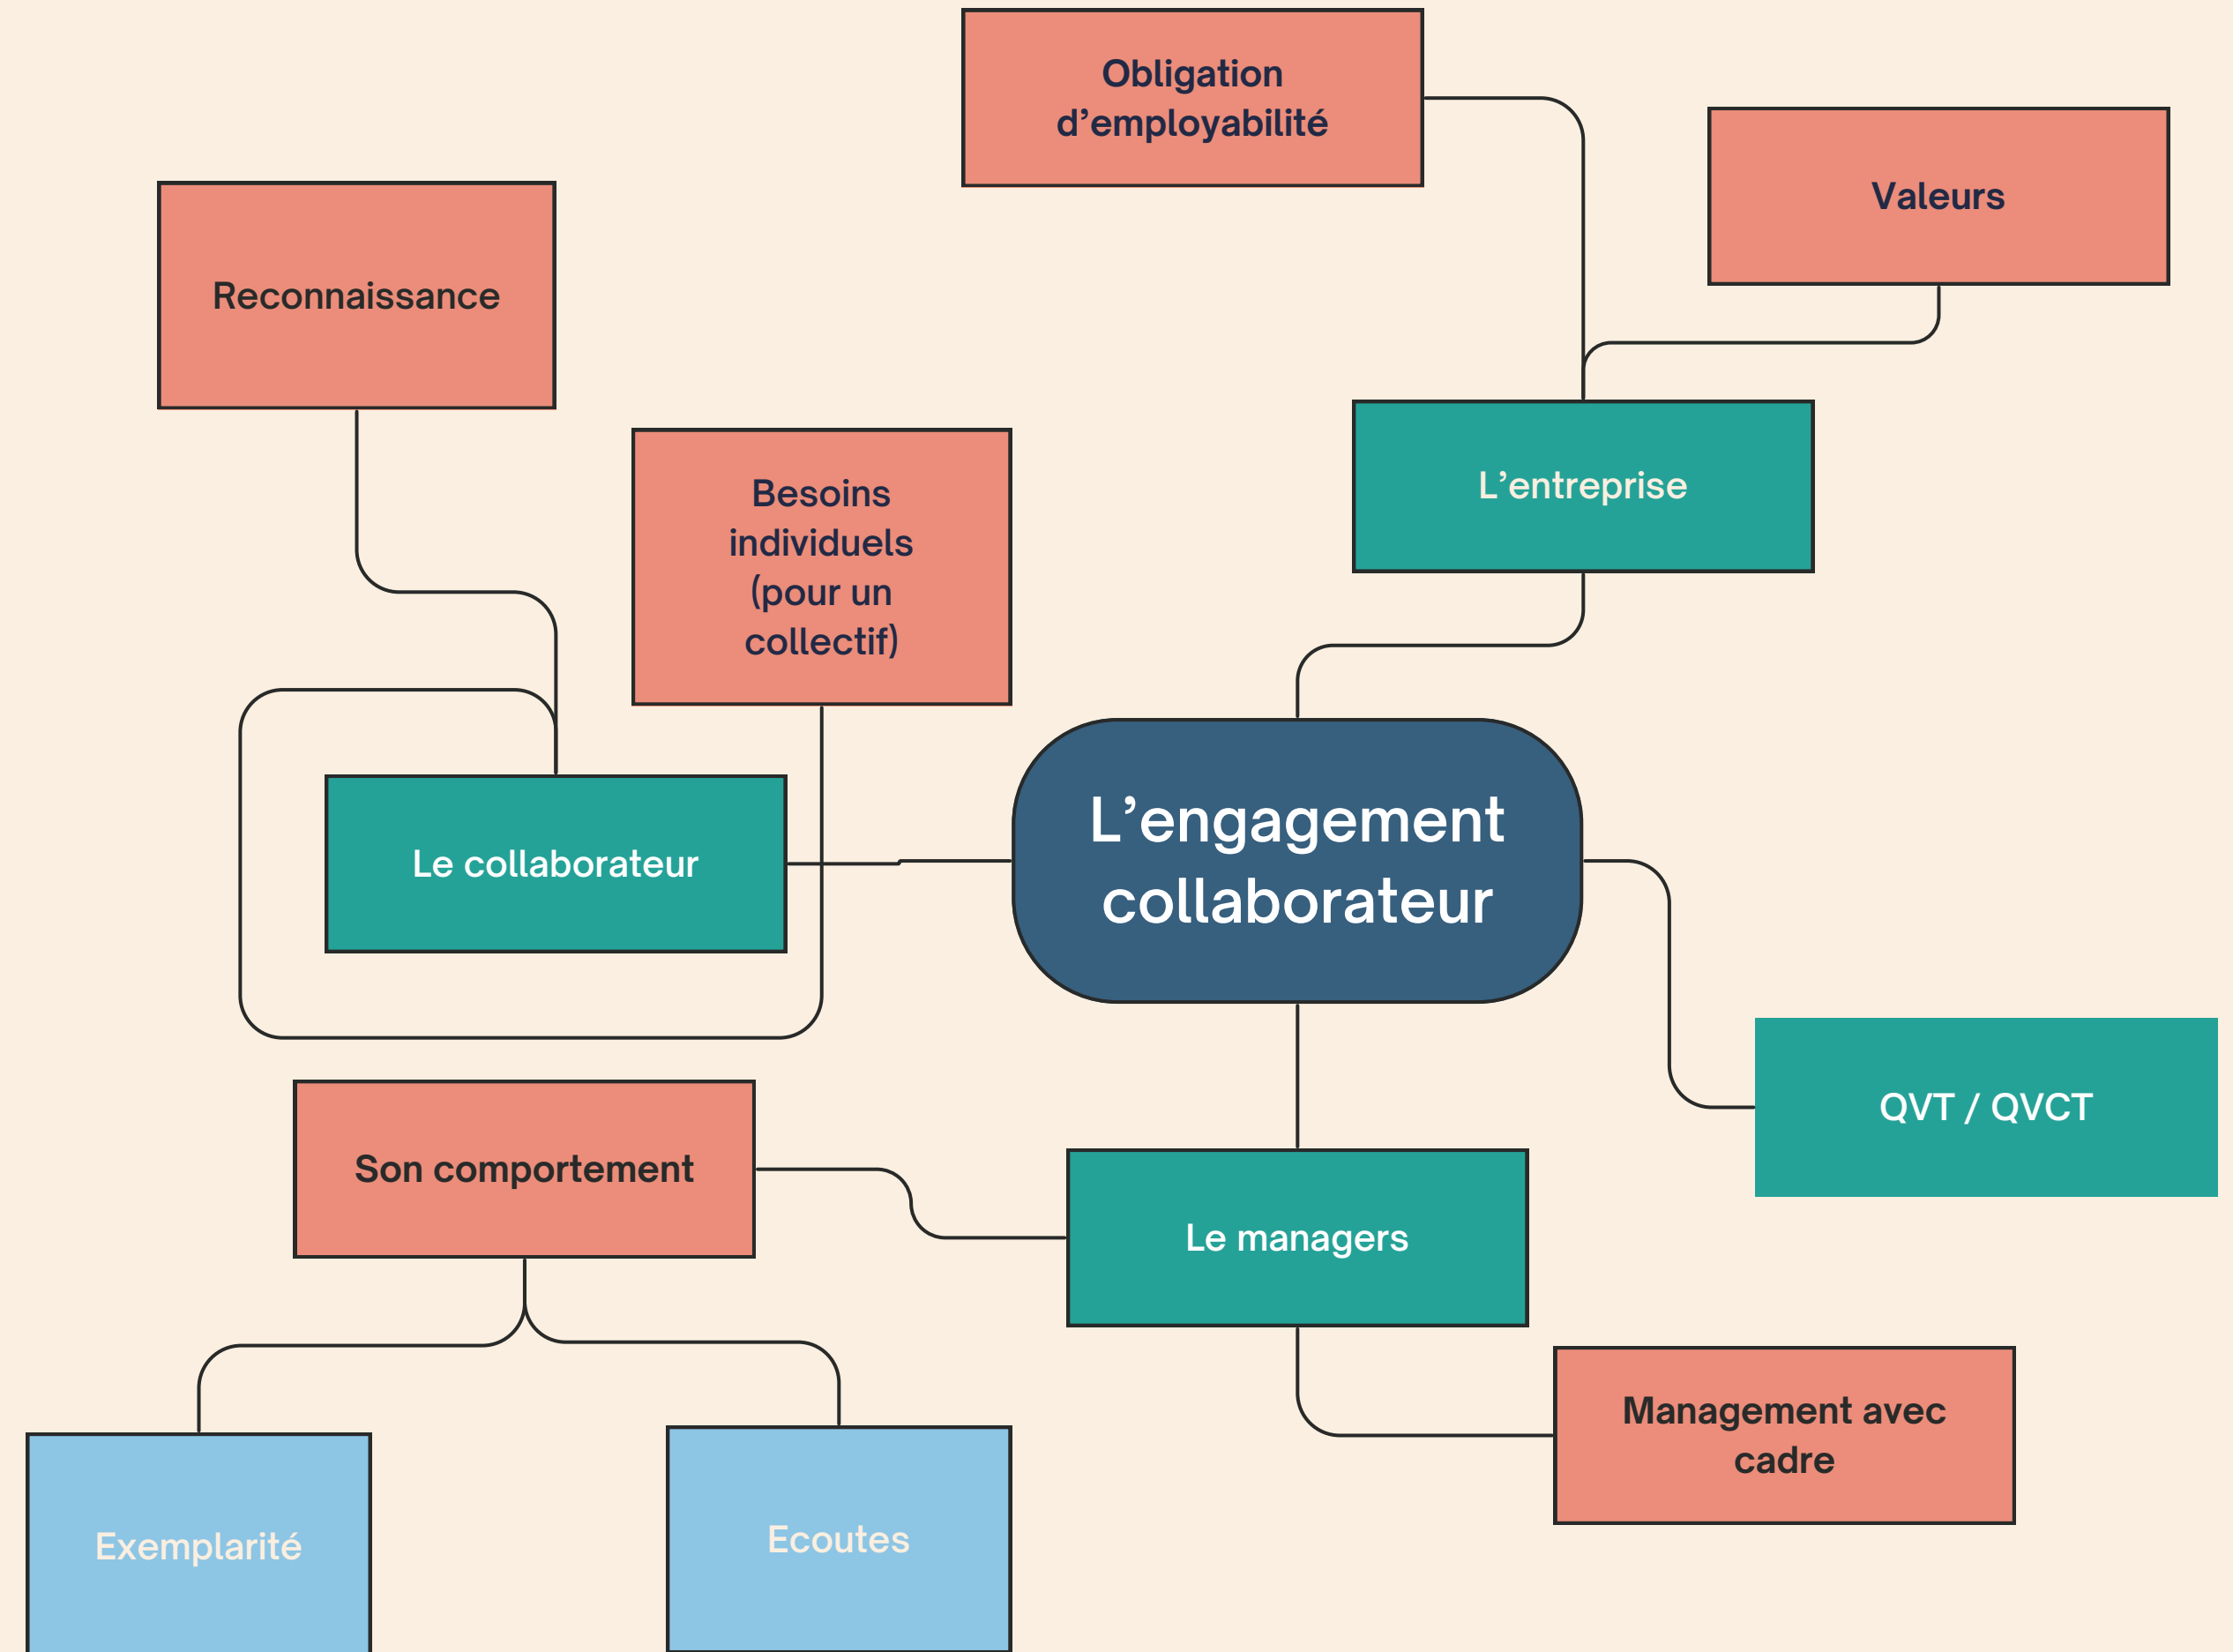 Obligation
d’employabilité
Valeurs
Reconnaissance
Besoins
individuels
(pour un
collectif)
L’entreprise
L’engagement
collaborateur
Le collaborateur
QVT / QVCT
Son comportement
Le managers
Management avec
cadre
Exemplarité
Ecoutes